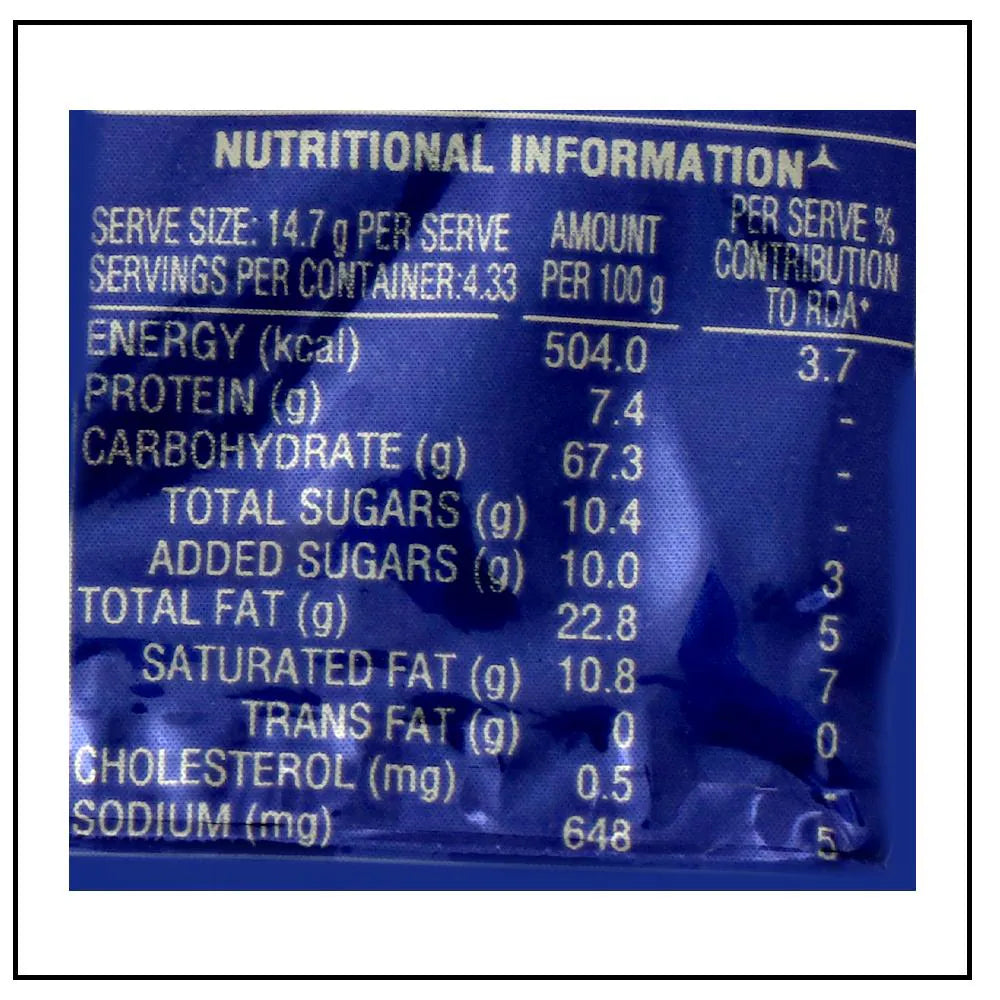 NUTRITIONAL INFORMATION
SERVE SIZE: 14.7 g PER SERVE AMOUNT PER SERVE %
SERVINGS PER CONTAINER:4.33 PER 100 g CONTRIBUTION
TO RDA*
ENERGY (kcal) 504.0 3.7
PROTEIN (g) 7.4 -
CARBOHYDRATE (g) 67.3 -
TOTAL SUGARS (g) 10.4 -
ADDED SUGARS (g) 10.0 3
TOTAL FAT (g) 22.8 5
SATURATED FAT (g) 10.8 7
TRANS FAT (g) 0 0
CHOLESTEROL (mg) 0.5 -
SODIUM (mg) 648 5